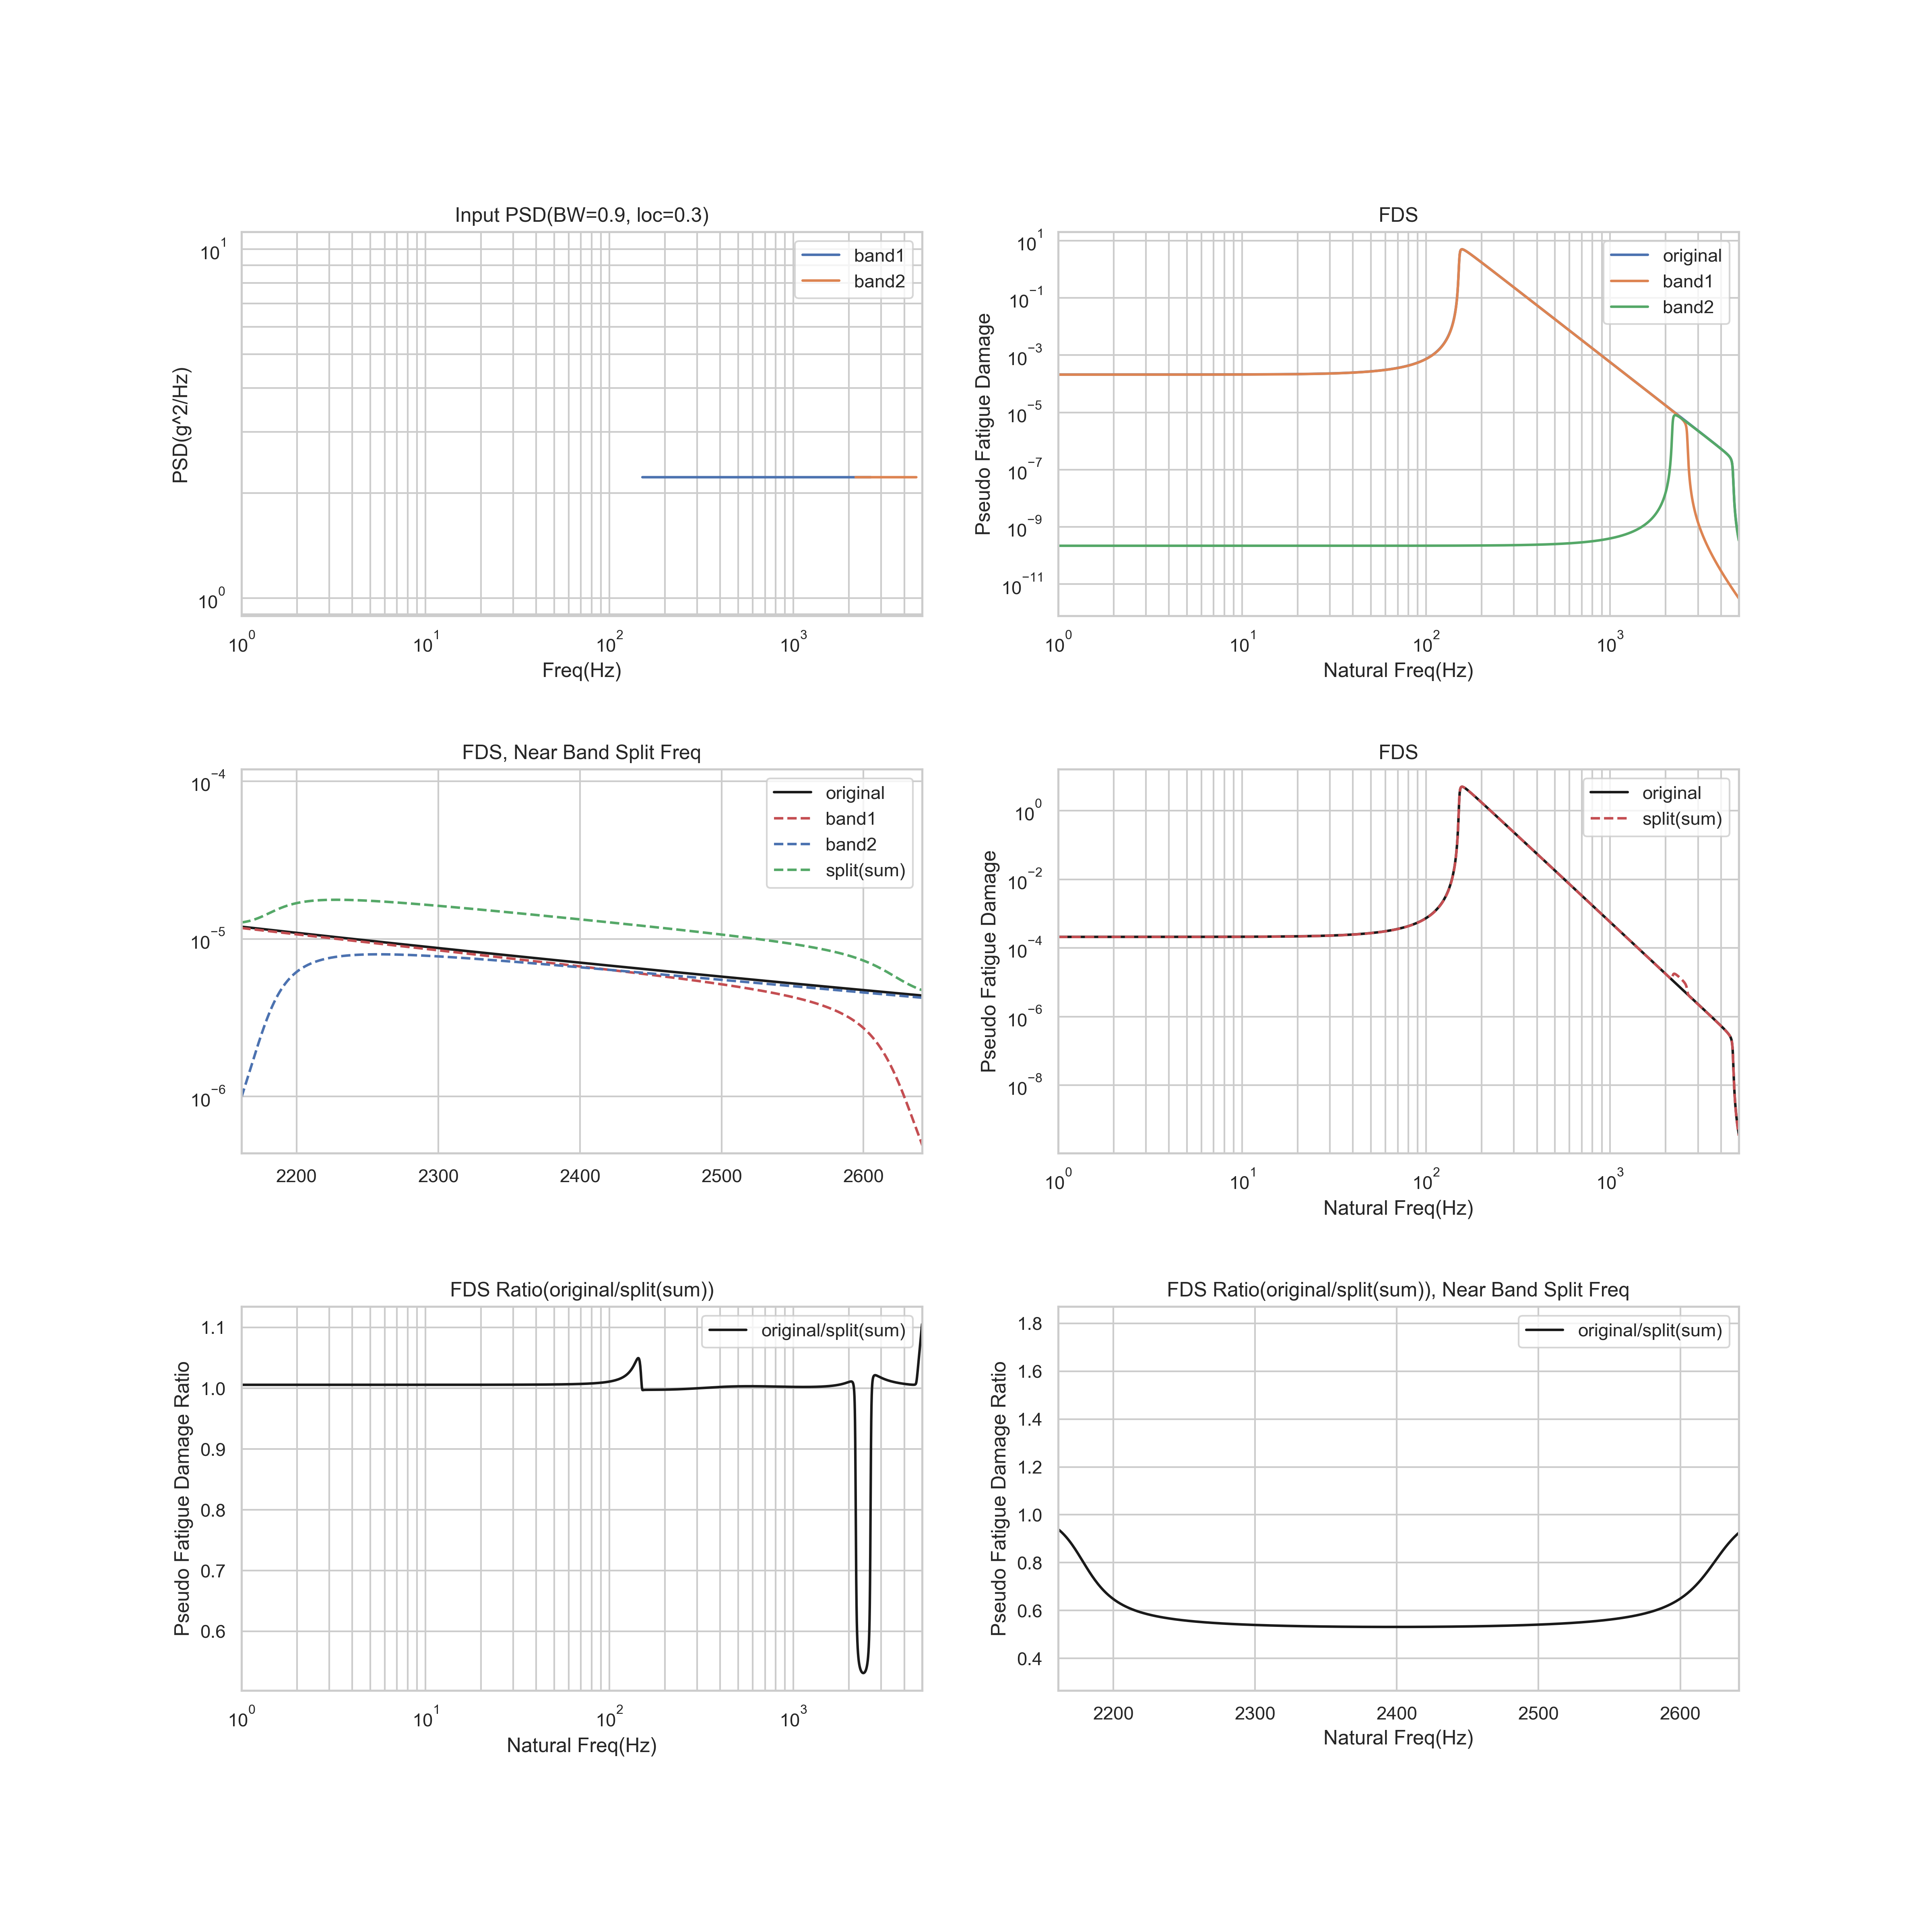 Input PSD(BW=0.9, loc=0.3)
PSD(g^2/Hz)
10^1
10^0
band1
band2
10^0 10^1 10^2 10^3
Freq(Hz)
FDS
Pseudo Fatigue Damage
10^1
10^−1
10^−3
10^−5
10^−7
10^−9
10^−11
original
band1
band2
10^0 10^1 10^2 10^3
Natural Freq(Hz)
FDS, Near Band Split Freq
10^−4
10^−5
10^−6
original
band1
band2
split(sum)
2200 2300 2400 2500 2600
FDS
Pseudo Fatigue Damage
10^0
10^−2
10^−4
10^−6
10^−8
original
split(sum)
10^0 10^1 10^2 10^3
Natural Freq(Hz)
FDS Ratio(original/split(sum))
Pseudo Fatigue Damage Ratio
1.1
1.0
0.9
0.8
0.7
0.6
original/split(sum)
10^0 10^1 10^2 10^3
Natural Freq(Hz)
FDS Ratio(original/split(sum)), Near Band Split Freq
Pseudo Fatigue Damage Ratio
1.8
1.6
1.4
1.2
1.0
0.8
0.6
0.4
original/split(sum)
2200 2300 2400 2500 2600
Natural Freq(Hz)